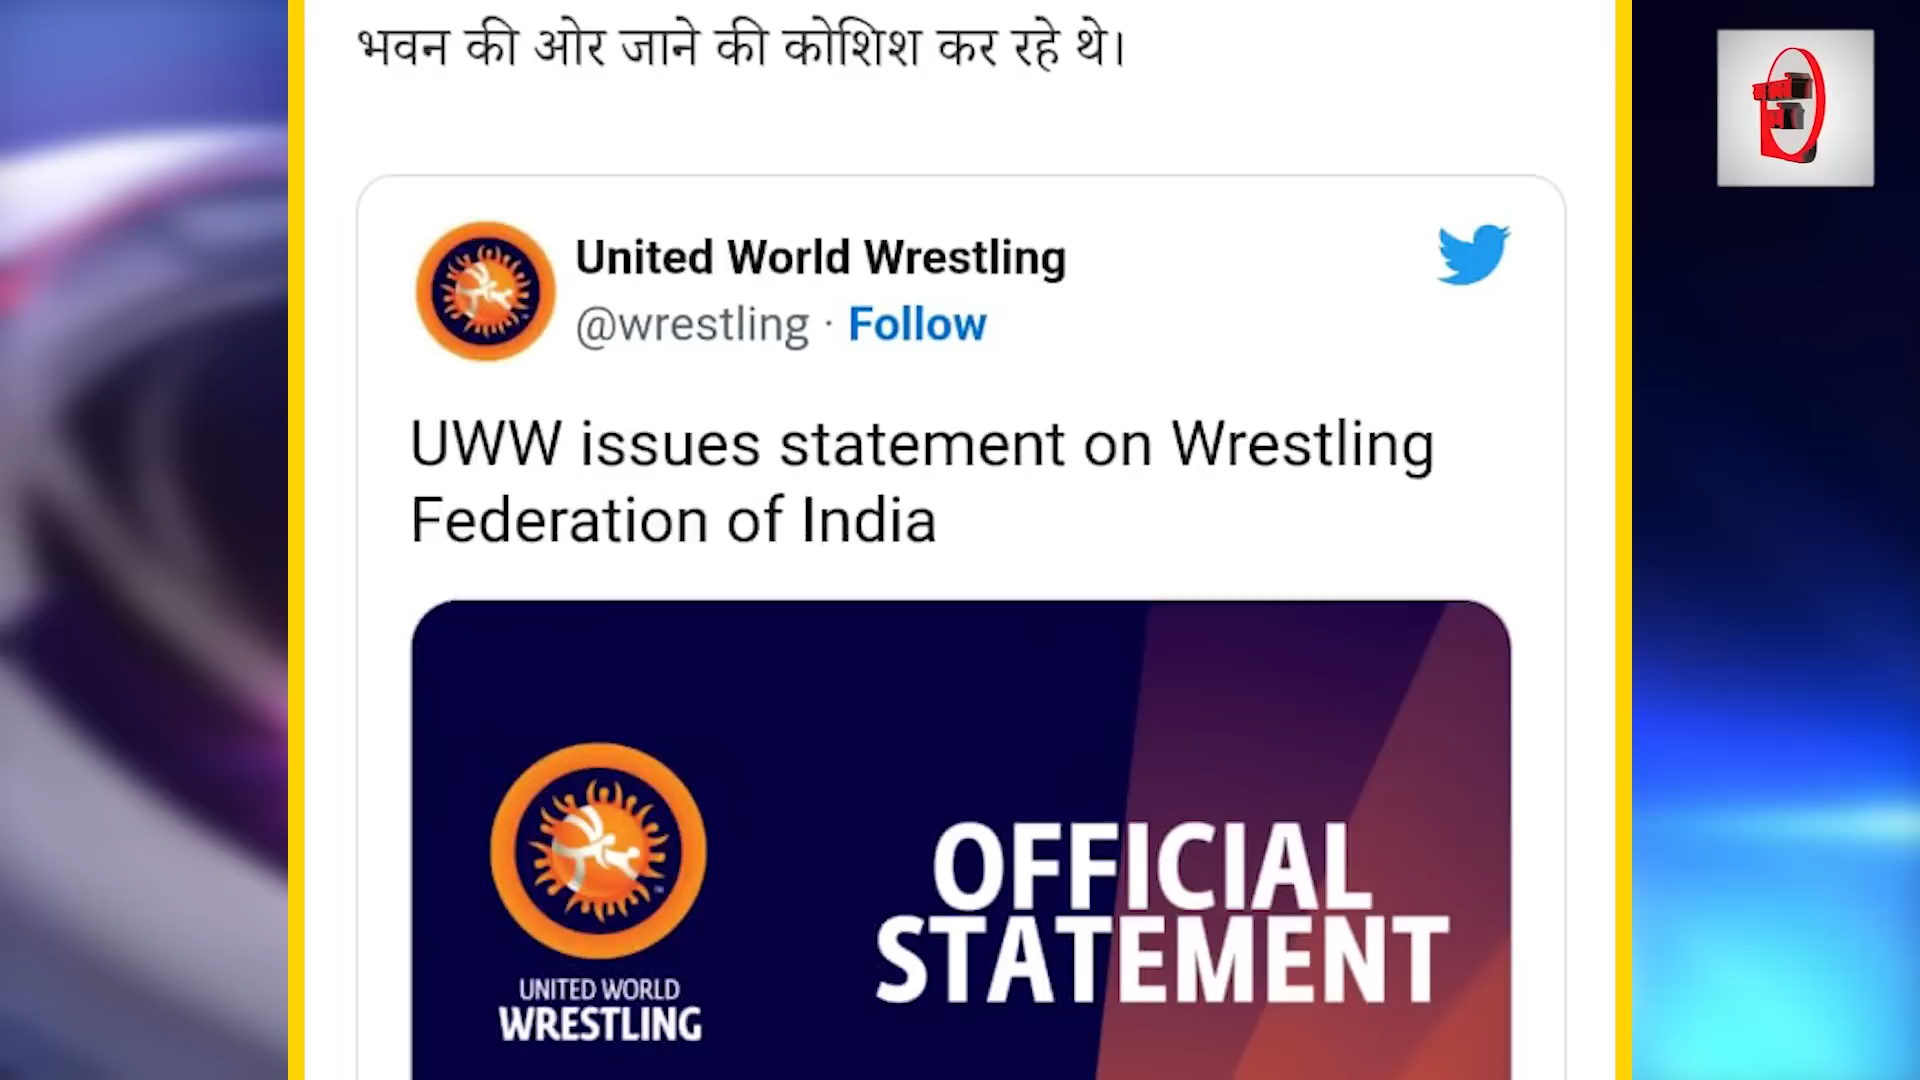 भवन की ओर जाने की कोशिश कर रहे थे।
United World Wrestling
@wrestling · Follow
UWW issues statement on Wrestling
Federation of India
OFFICIAL
STATEMENT
UNITED WORLD
WRESTLING